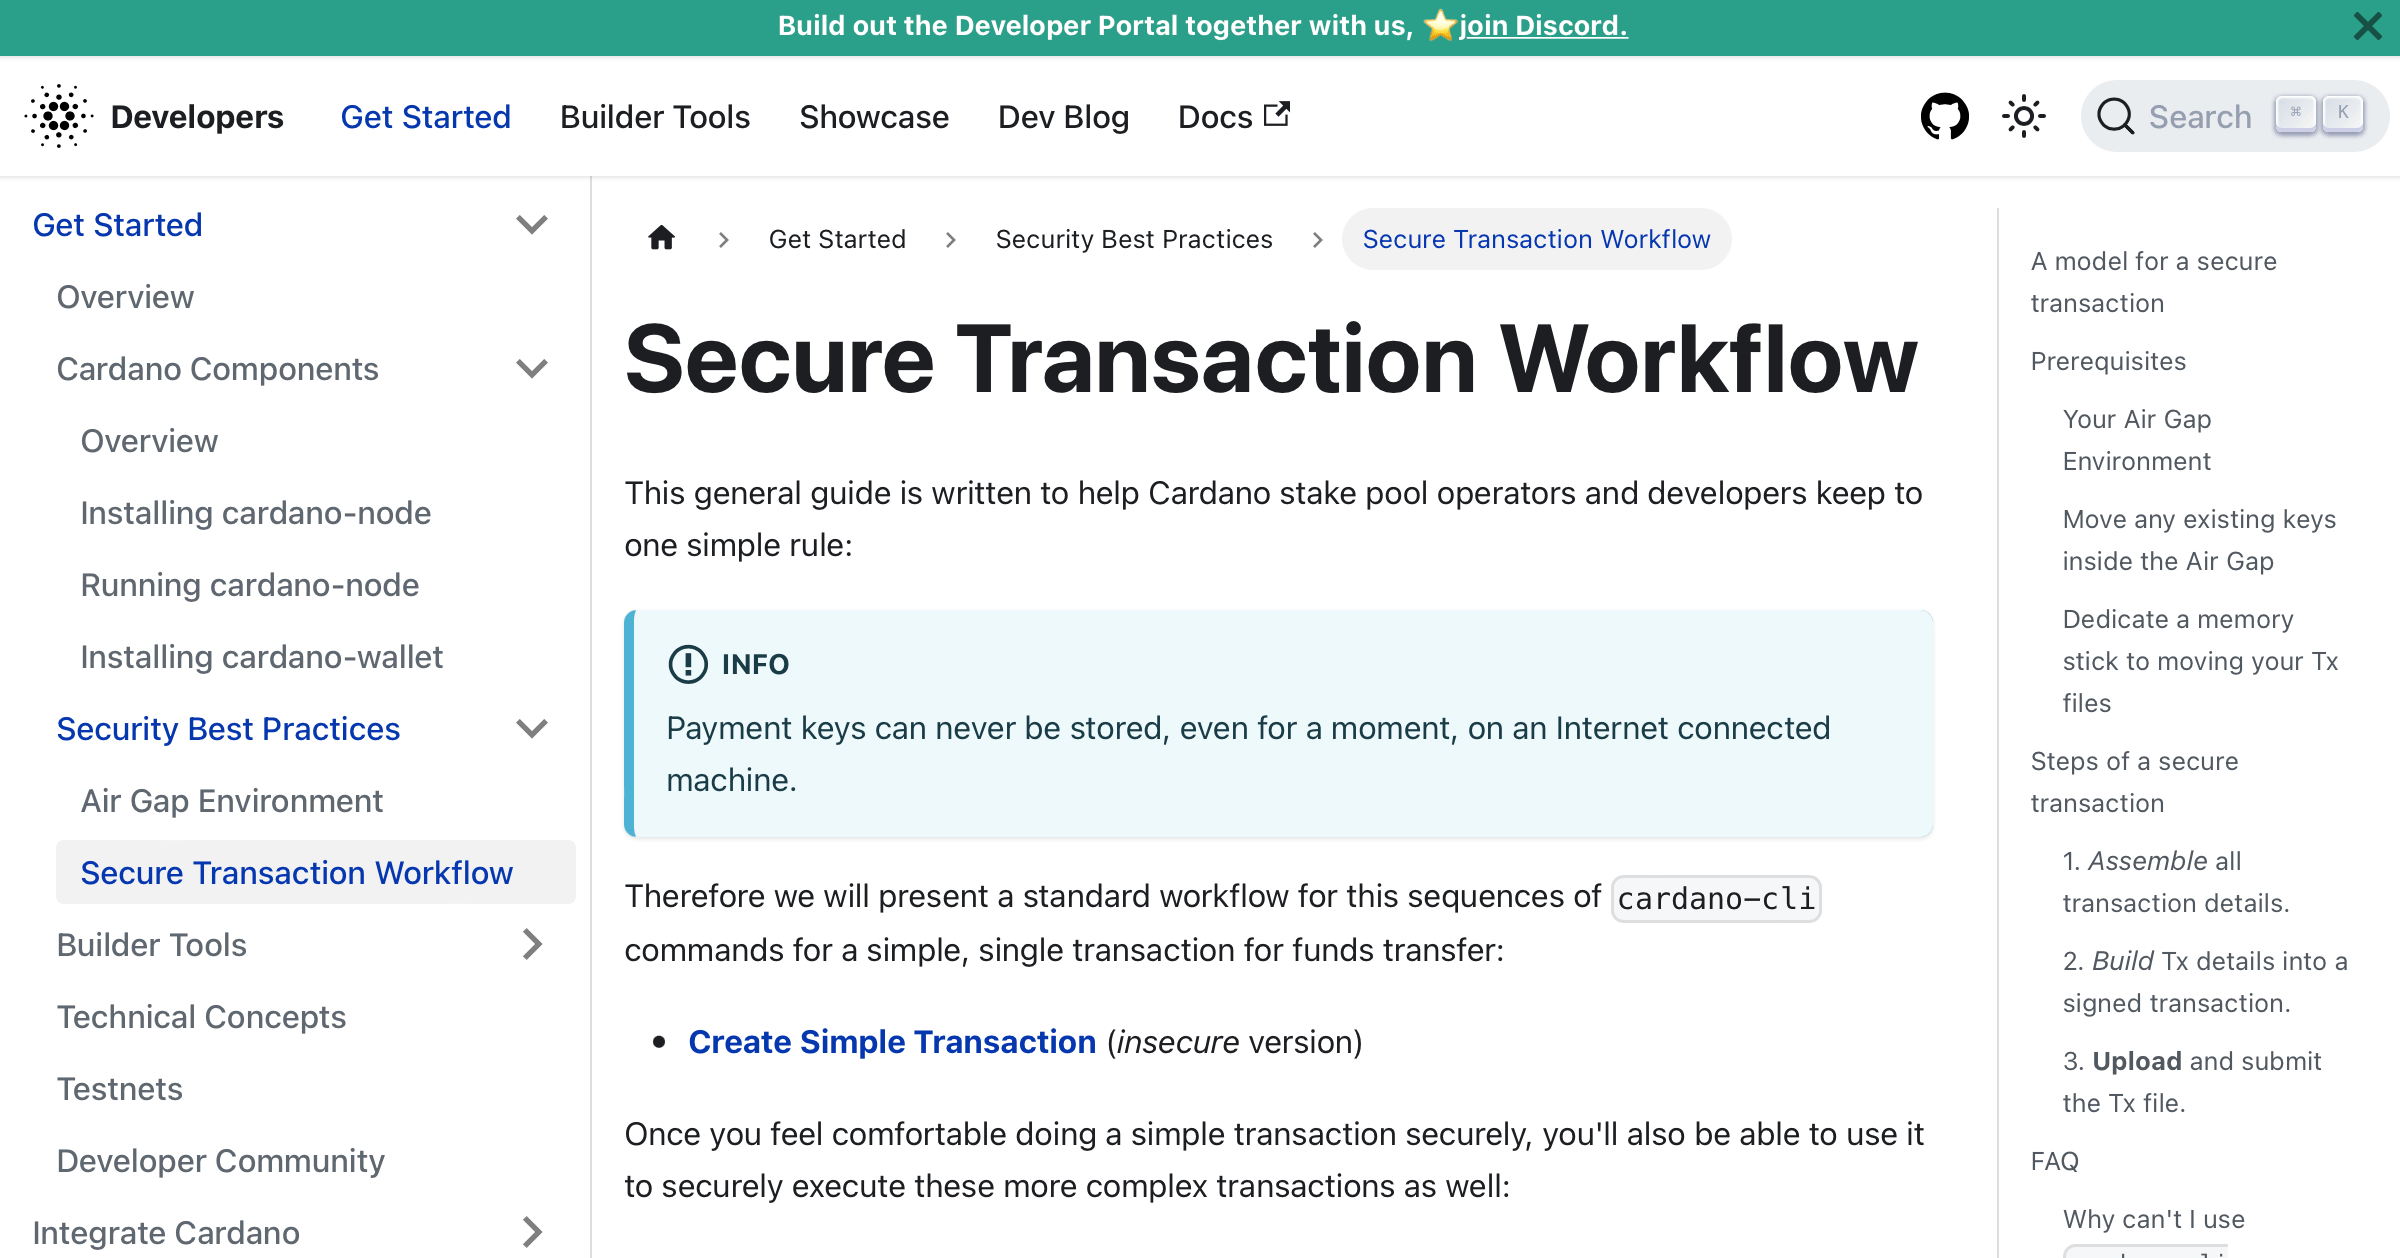 Build out the Developer Portal together with us, ⭐️join Discord.
Developers
Get Started
Builder Tools
Showcase
Dev Blog
Docs
Search
⌘
K
Get Started
Overview
Cardano Components
Overview
Installing cardano-node
Running cardano-node
Installing cardano-wallet
Security Best Practices
Air Gap Environment
Secure Transaction Workflow
Builder Tools
Technical Concepts
Testnets
Developer Community
Integrate Cardano
Get Started
Security Best Practices
Secure Transaction Workflow
Secure Transaction Workflow
This general guide is written to help Cardano stake pool operators and developers keep to
one simple rule:
INFO
Payment keys can never be stored, even for a moment, on an Internet connected
machine.
Therefore we will present a standard workflow for this sequences of cardano-cli
commands for a simple, single transaction for funds transfer:
• Create Simple Transaction (insecure version)
Once you feel comfortable doing a simple transaction securely, you'll also be able to use it
to securely execute these more complex transactions as well:
A model for a secure
transaction
Prerequisites
Your Air Gap
Environment
Move any existing keys
inside the Air Gap
Dedicate a memory
stick to moving your Tx
files
Steps of a secure
transaction
1. Assemble all
transaction details.
2. Build Tx details into a
signed transaction.
3. Upload and submit
the Tx file.
FAQ
Why can't I use